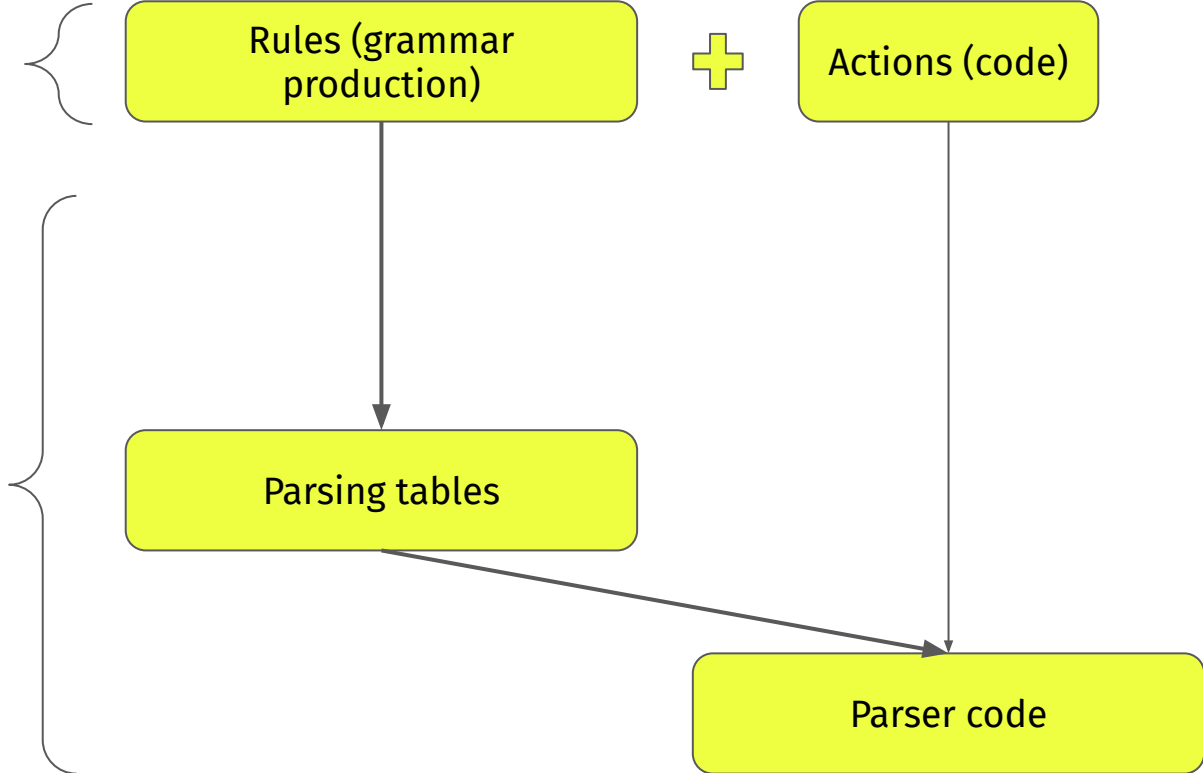 Rules (grammar
production)
Actions (code)
Parsing tables
Parser code